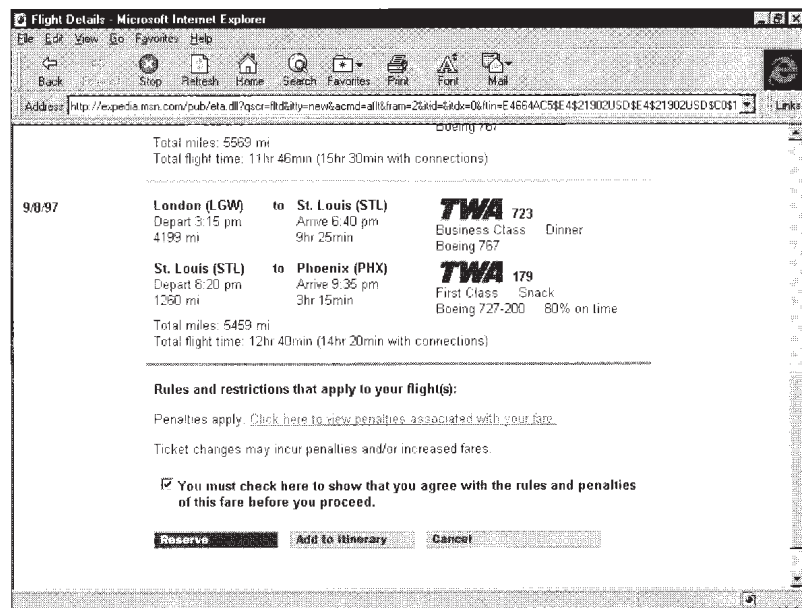 Flight Details - Microsoft Internet Explorer
File Edit View Go Favorites Help
Back Forward Stop Refresh Home Search Favorites Print Font Mail
Address http://expedia.msn.com/pub/eta.dll?qscr=fltd&itty=new&acmd=allt&fram=2&itid=&itdx=0&ftin=E4664AC5$E4$21902USD$E4$21902USD$C0$1 Links
Boeing 767
Total miles: 5569 mi
Total flight time: 11hr 46min (15hr 30min with connections)
9/8/97 London (LGW) to St. Louis (STL) TWA 723
Depart 3:15 pm Arrive 6:40 pm Business Class Dinner
4199 mi 9hr 25min Boeing 767
St. Louis (STL) to Phoenix (PHX) TWA 179
Depart 8:20 pm Arrive 9:35 pm First Class Snack
1260 mi 3hr 15min Boeing 727-200 80% on time
Total miles: 5459 mi
Total flight time: 12hr 40min (14hr 20min with connections)
Rules and restrictions that apply to your flight(s):
Penalties apply. Click here to view penalties associated with your fare.
Ticket changes may incur penalties and/or increased fares.
You must check here to show that you agree with the rules and penalties
of this fare before you proceed.
Reserve Add to itinerary Cancel